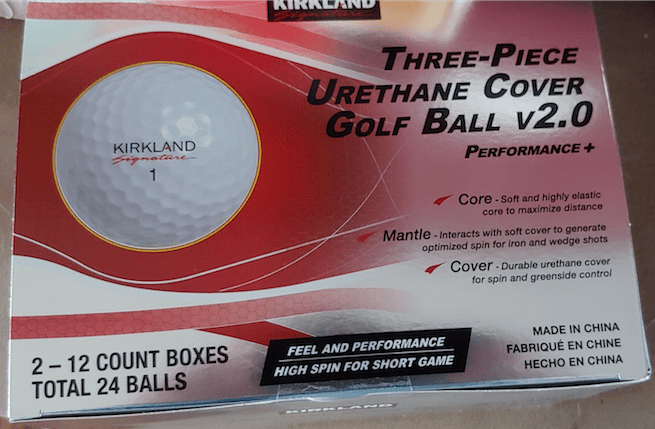 KIRKLAND
Signature
THREE-PIECE
URETHANE COVER
GOLF BALL V2.0
PERFORMANCE+
KIRKLAND
Signature
1
Core - Soft and highly elastic
core to maximize distance
Mantle - Interacts with soft cover to generate
optimized spin for iron and wedge shots
Cover - Durable urethane cover
for spin and greenside control
2 – 12 COUNT BOXES
TOTAL 24 BALLS
FEEL AND PERFORMANCE
HIGH SPIN FOR SHORT GAME
MADE IN CHINA
FABRIQUÉ EN CHINE
HECHO EN CHINA
KIRKLAND